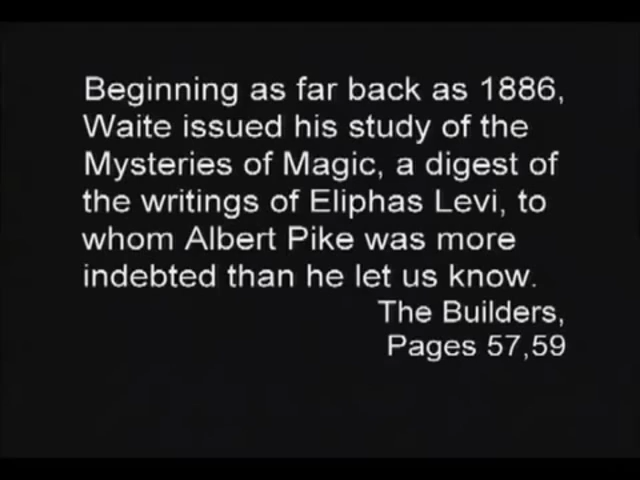 Beginning as far back as 1886,
Waite issued his study of the
Mysteries of Magic, a digest of
the writings of Eliphas Levi, to
whom Albert Pike was more
indebted than he let us know.
The Builders,
Pages 57,59